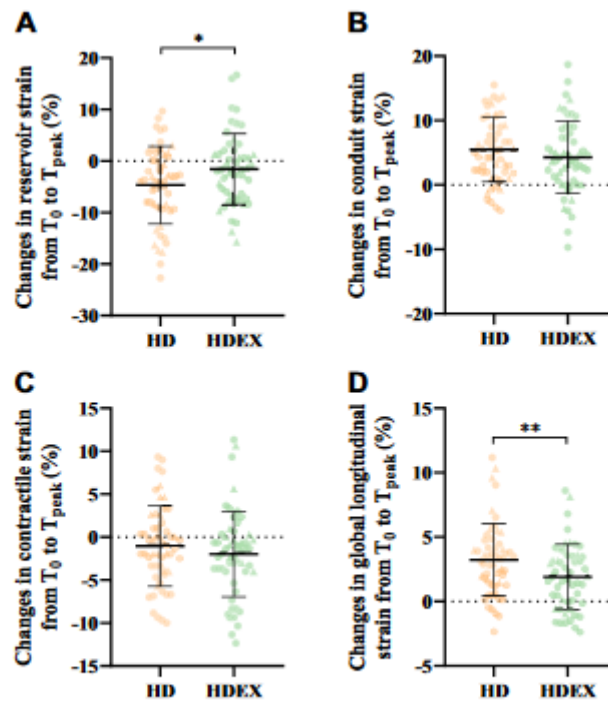 A
*
Changes in reservoir strain
from T0 to Tpeak (%)
20
10
0
-10
-20
-30
HD HDEX
B
Changes in conduit strain
from T0 to Tpeak (%)
20
10
0
-10
-20
HD HDEX
C
Changes in contractile strain
from T0 to Tpeak (%)
15
10
5
0
-5
-10
-15
HD HDEX
D
**
Changes in global longitudinal
strain from T0 to Tpeak (%)
15
10
5
0
-5
HD HDEX